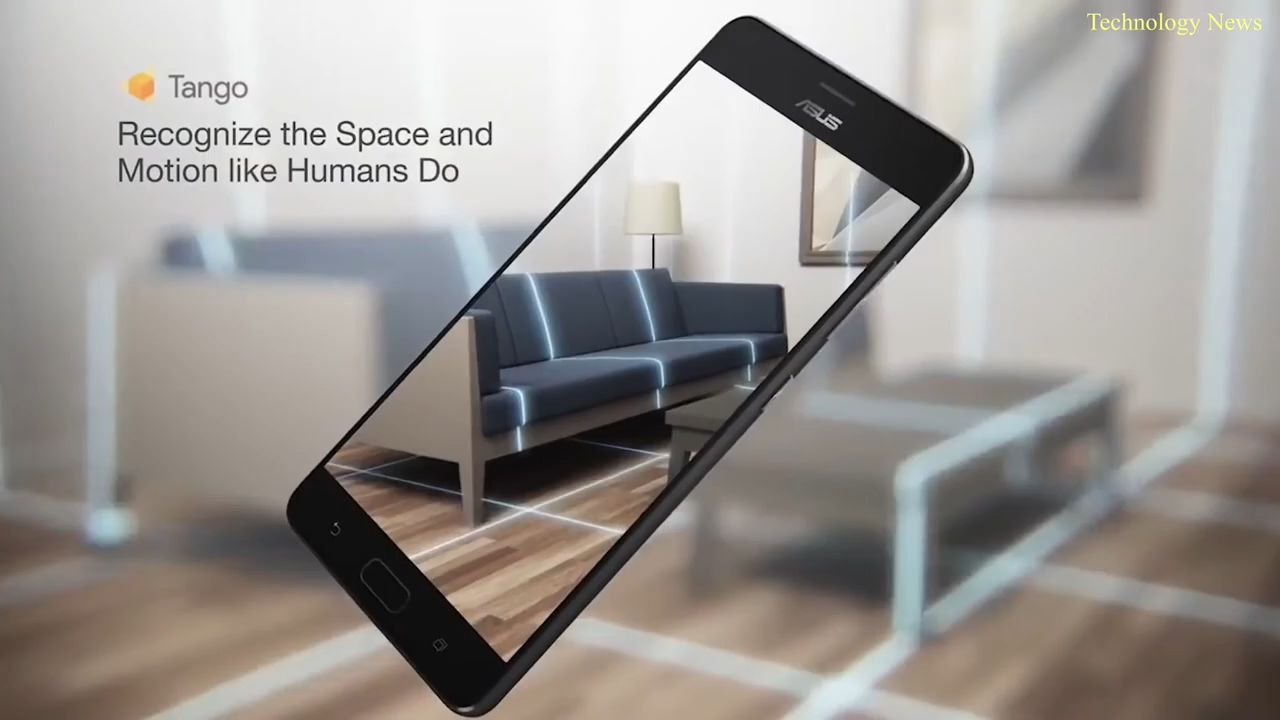 Technology News
Tango
Recognize the Space and
Motion like Humans Do
ASUS